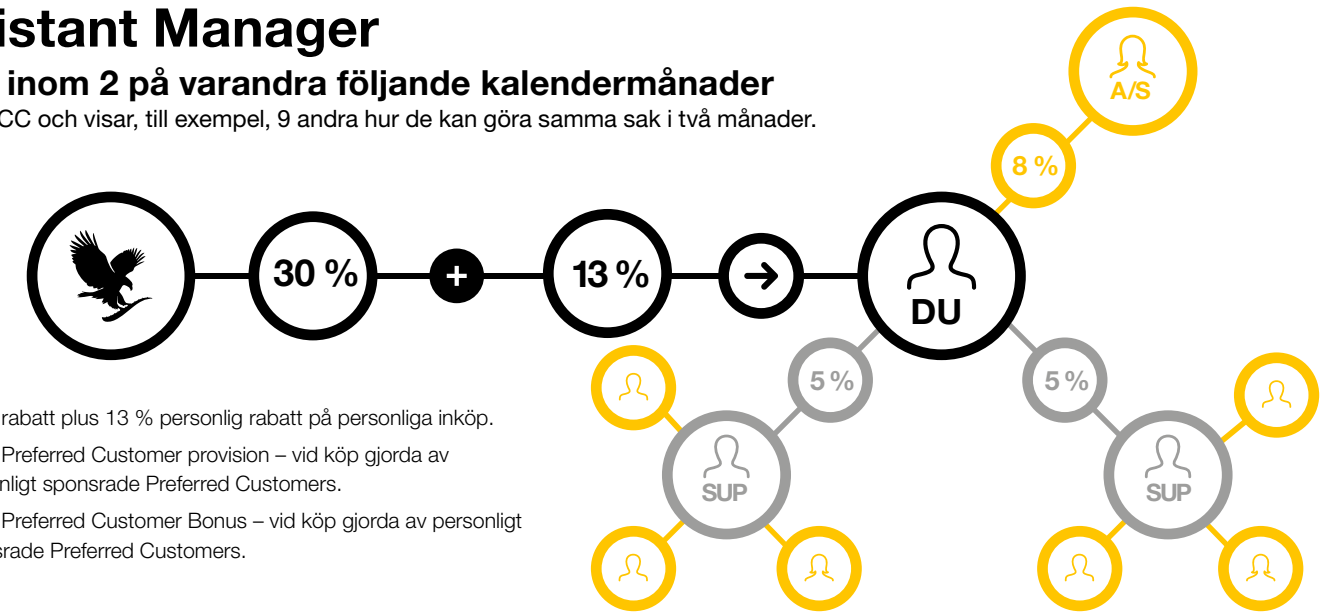 istant Manager
inom 2 på varandra följande kalendermånader
CC och visar, till exempel, 9 andra hur de kan göra samma sak i två månader.
A/S
8 %
30 %
+
13 %
DU
5 %
5 %
rabatt plus 13 % personlig rabatt på personliga inköp.
Preferred Customer provision – vid köp gjorda av
nligt sponsrade Preferred Customers.
SUP
SUP
Preferred Customer Bonus – vid köp gjorda av personligt
srade Preferred Customers.